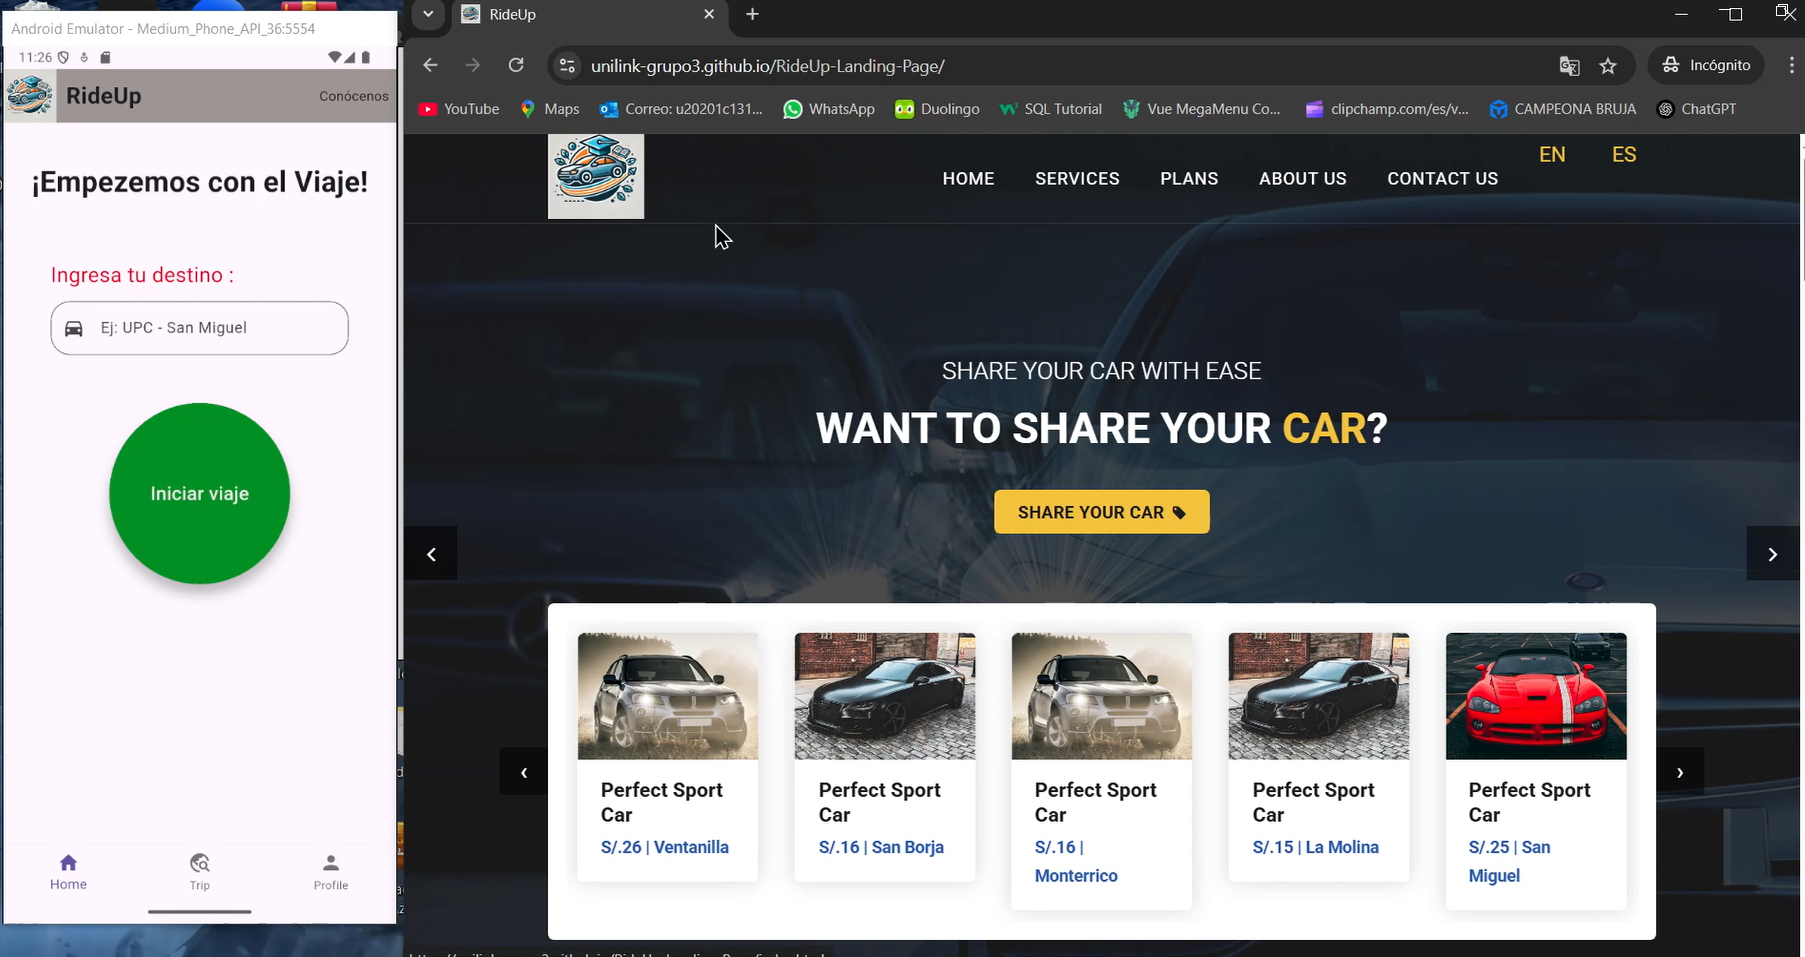 Android Emulator - Medium_Phone_API_36:5554
11:26
RideUp
Conócenos
¡Empezemos con el Viaje!
Ingresa tu destino :
Ej: UPC - San Miguel
Iniciar viaje
Home
Trip
Profile
RideUp
unilink-grupo3.github.io/RideUp-Landing-Page/
Incógnito
YouTube
Maps
Correo: u20201c131...
WhatsApp
Duolingo
SQL Tutorial
Vue MegaMenu Co...
clipchamp.com/es/v...
CAMPEONA BRUJA
ChatGPT
HOME
SERVICES
PLANS
ABOUT US
CONTACT US
EN
ES
SHARE YOUR CAR WITH EASE
WANT TO SHARE YOUR CAR?
SHARE YOUR CAR
Perfect Sport
Car
S/.26 | Ventanilla
Perfect Sport
Car
S/.16 | San Borja
Perfect Sport
Car
S/.16 |
Monterrico
Perfect Sport
Car
S/.15 | La Molina
Perfect Sport
Car
S/.25 | San
Miguel